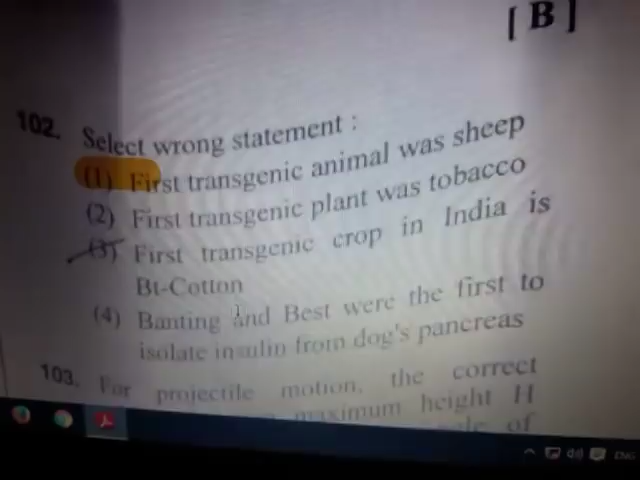 [ B ]
102. Select wrong statement :
(1) First transgenic animal was sheep
(2) First transgenic plant was tobacco
(3) First transgenic crop in India is
Bt-Cotton
(4) Banting and Best were the first to
isolate insulin from dog's pancreas
103. For projectile motion, the correct
maximum height H
of
ENG